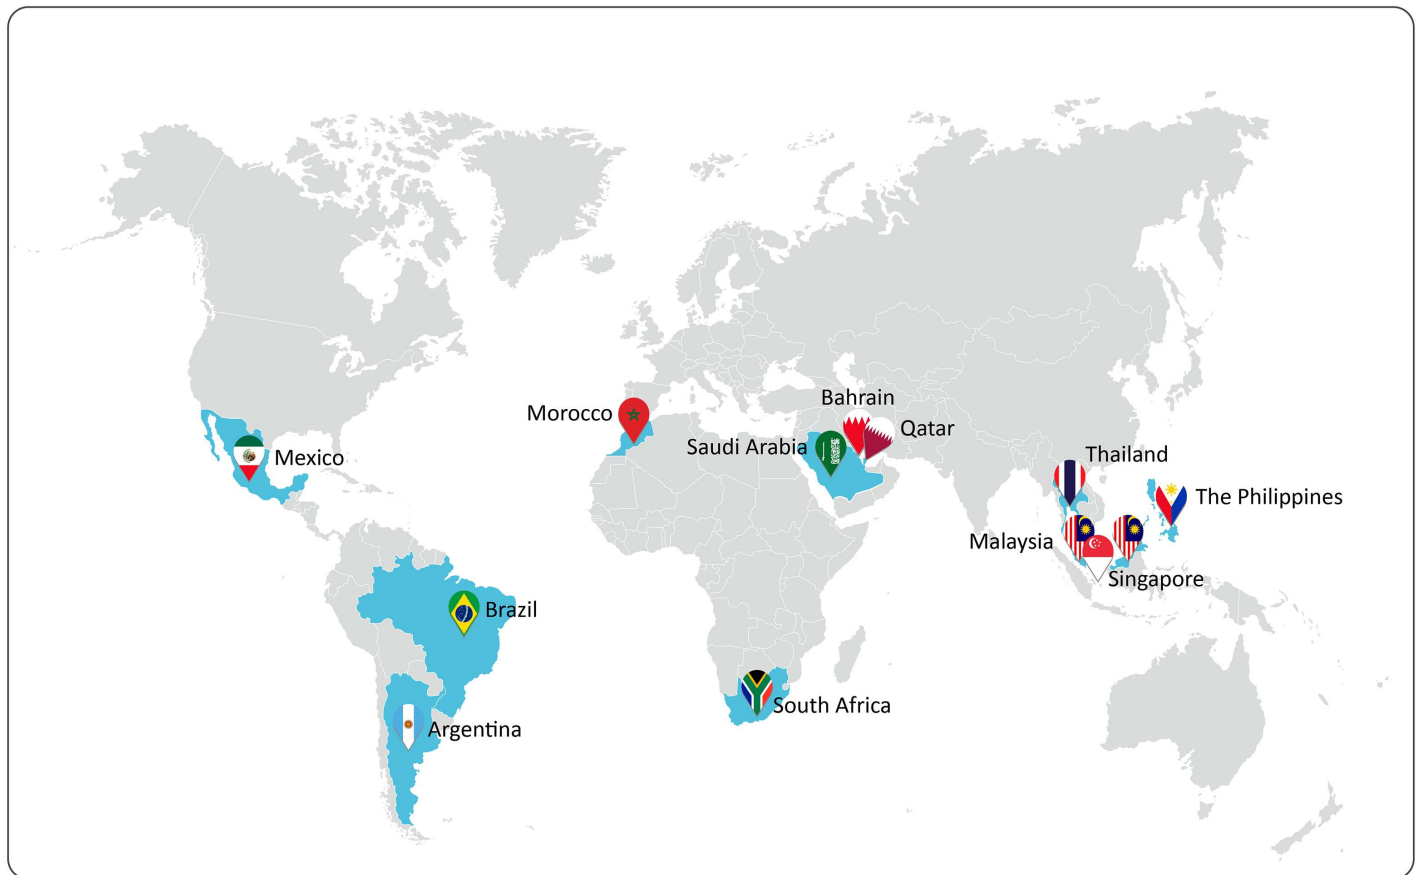 Bahrain
Morocco
Qatar
Saudi Arabia
Thailand
Mexico
The Philippines
Malaysia
Singapore
Brazil
South Africa
Argentina